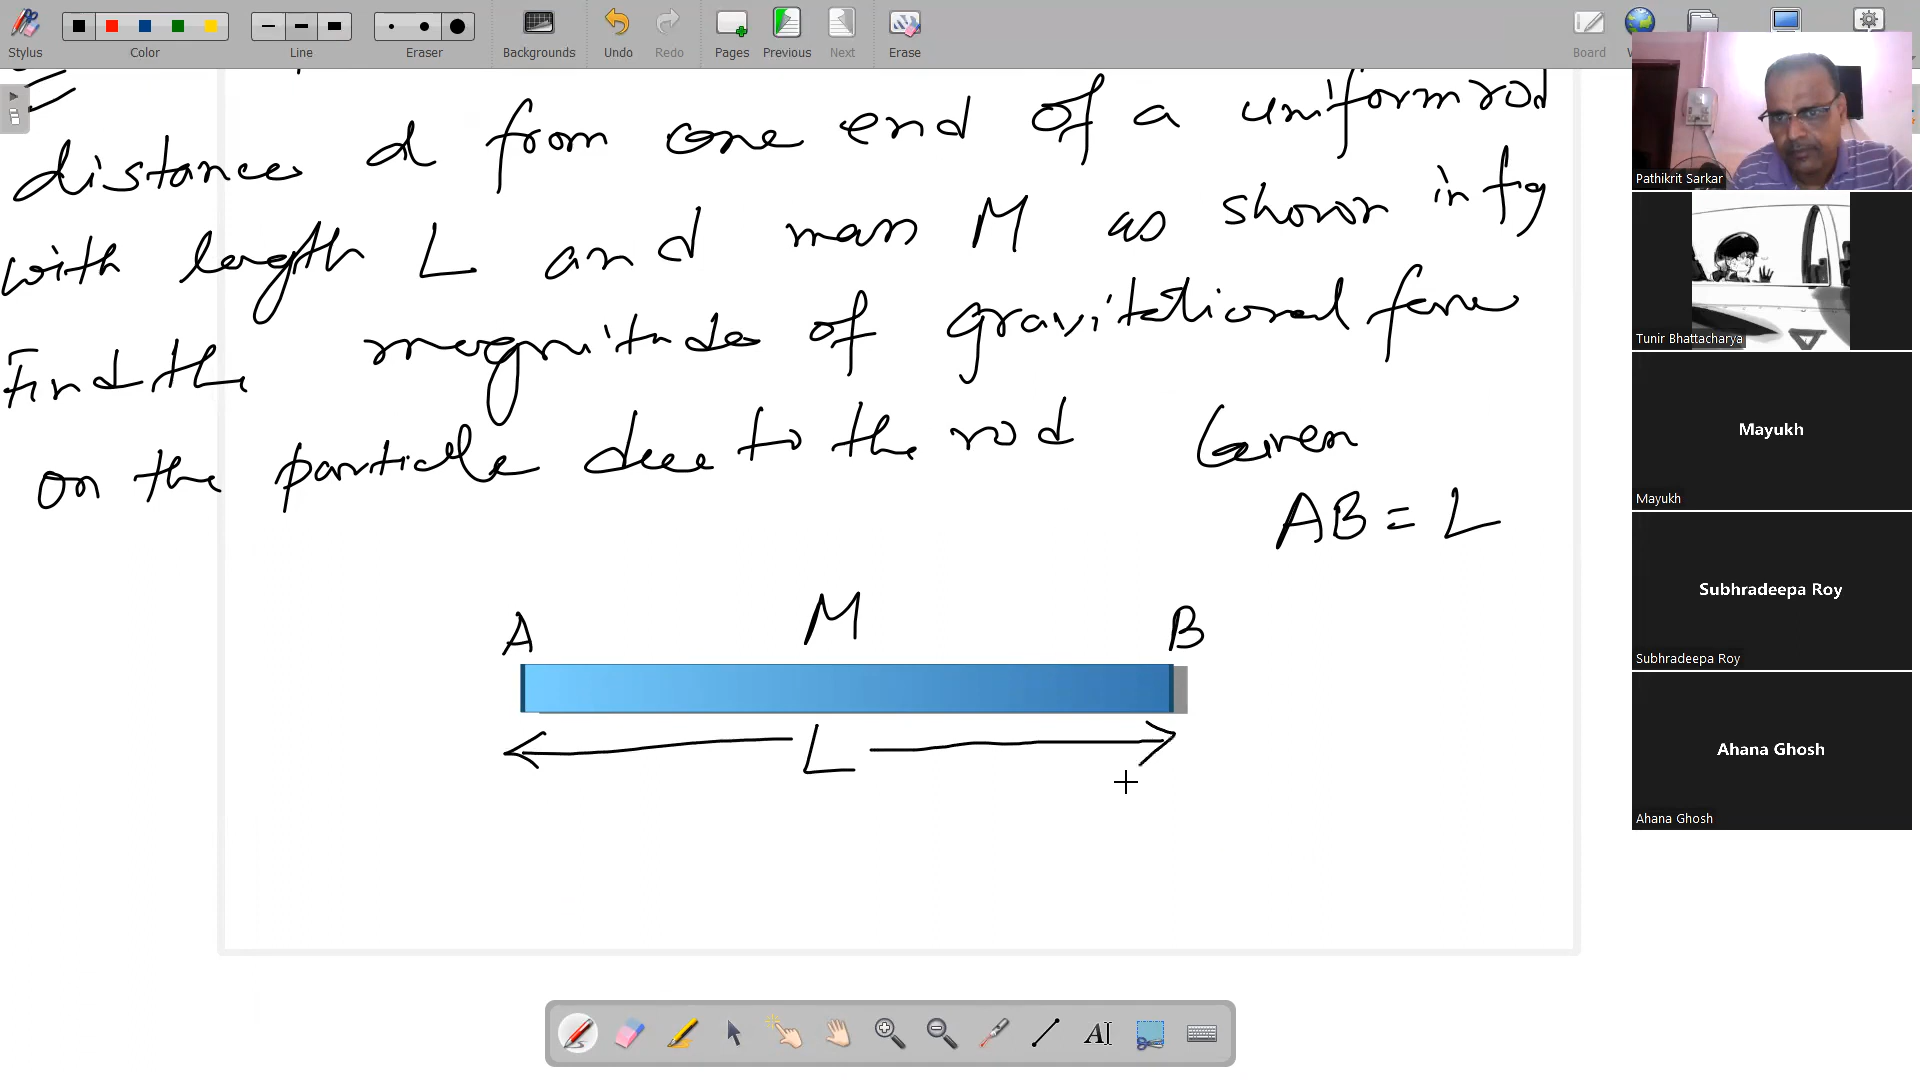 Stylus
Color
Line
Eraser
Backgrounds
Undo
Redo
Pages
Previous
Next
Erase
Board
distance d from one end of a uniform rod
with length L and mass M as shown in fig
Find the magnitude of gravitational force
on the particle due to the rod Given
AB = L
A M B
L
Pathikrit Sarkar
Tunir Bhattacharya
Mayukh
Mayukh
Subhradeepa Roy
Subhradeepa Roy
Ahana Ghosh
Ahana Ghosh